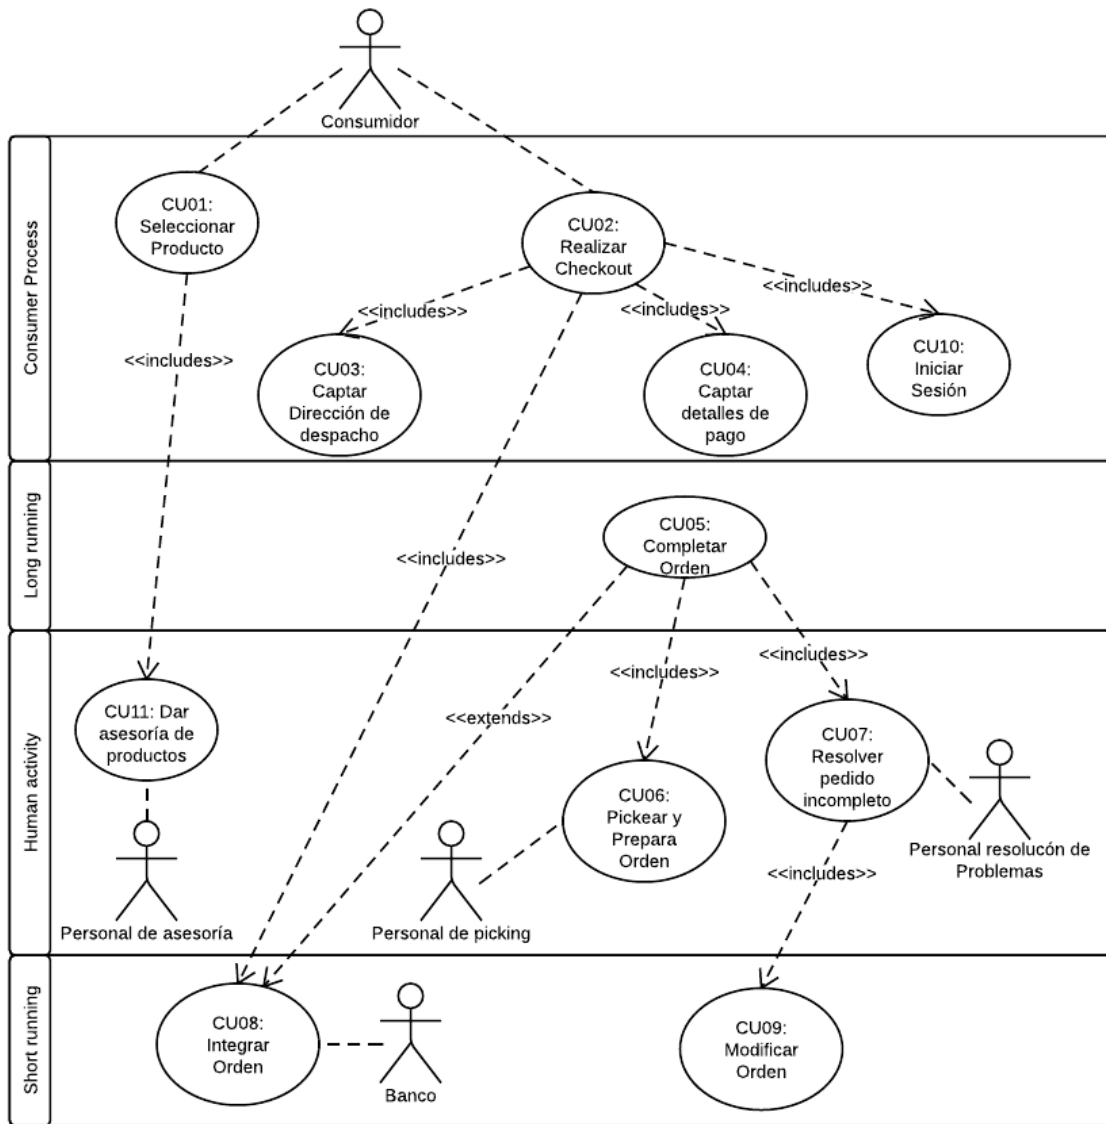 Consumidor
Consumer Process
CU01:
Seleccionar
Producto
CU02:
Realizar
Checkout
<<includes>>
<<includes>>
<<includes>>
<<includes>>
CU03:
Captar
Dirección de
despacho
CU04:
Captar
detalles de
pago
CU10:
Iniciar
Sesión
Long running
CU05:
Completar
Orden
<<includes>>
Human activity
<<includes>>
<<includes>>
<<extends>>
CU11: Dar
asesoría de
productos
CU07:
Resolver
pedido
incompleto
CU06:
Pickear y
Prepara
Orden
Personal resolucón de
Problemas
<<includes>>
Personal de asesoría
Personal de picking
Short running
CU08:
Integrar
Orden
Banco
CU09:
Modificar
Orden